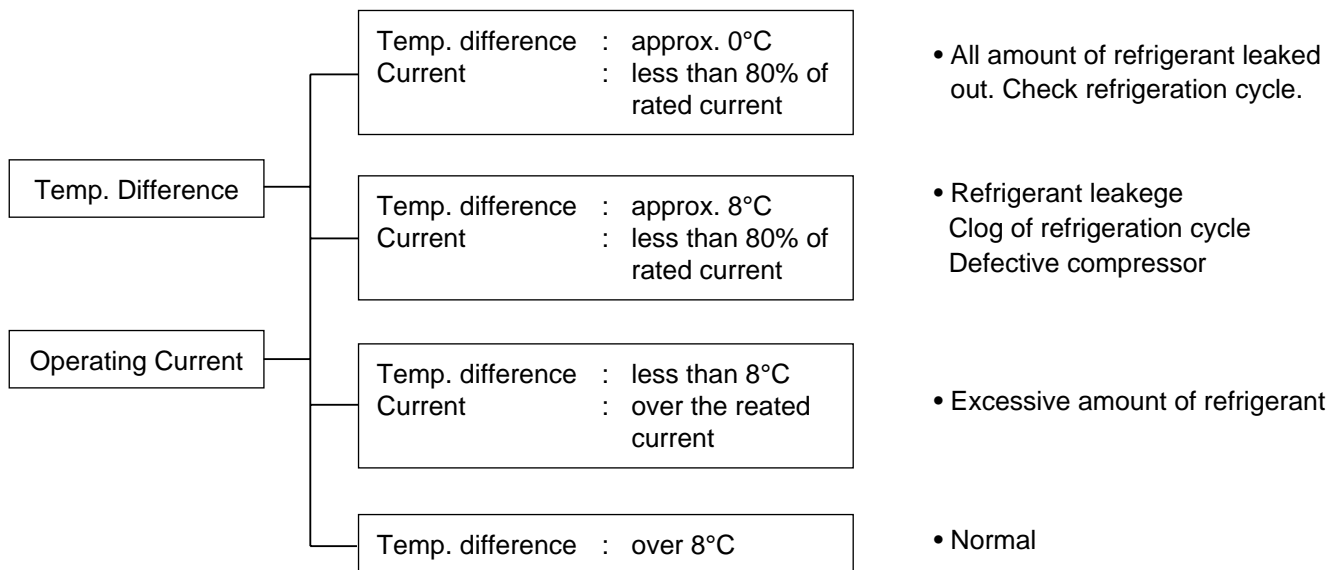 Temp. difference : approx. 0°C
Current : less than 80% of
rated current
• All amount of refrigerant leaked
out. Check refrigeration cycle.
Temp. Difference
Temp. difference : approx. 8°C
Current : less than 80% of
rated current
• Refrigerant leakege
Clog of refrigeration cycle
Defective compressor
Operating Current
Temp. difference : less than 8°C
Current : over the reated
current
• Excessive amount of refrigerant
Temp. difference : over 8°C
• Normal